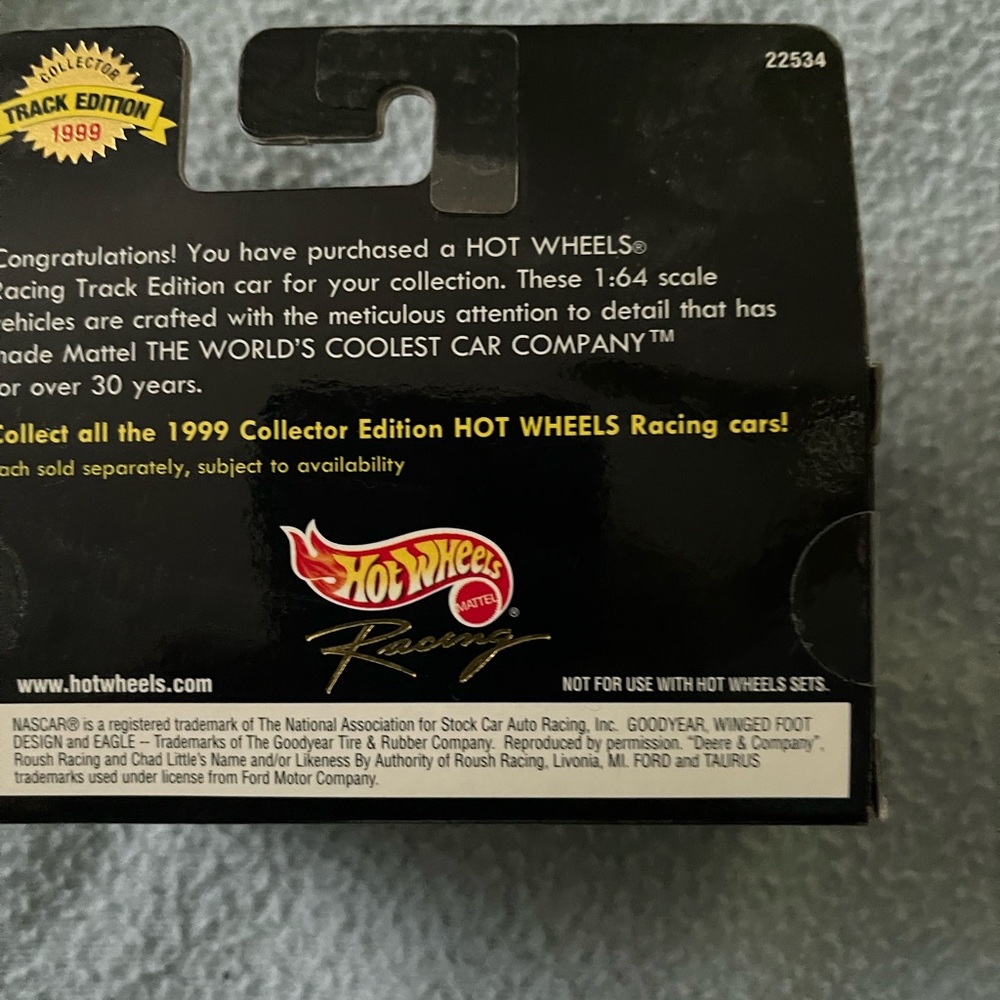 COLLECTOR
TRACK EDITION
1999
22534
Congratulations! You have purchased a HOT WHEELS®
Racing Track Edition car for your collection. These 1:64 scale
ehicles are crafted with the meticulous attention to detail that has
made Mattel THE WORLD'S COOLEST CAR COMPANY™
or over 30 years.
Collect all the 1999 Collector Edition HOT WHEELS Racing cars!
ach sold separately, subject to availability
Hot Wheels
MATTEL
®
Racing
www.hotwheels.com
NOT FOR USE WITH HOT WHEELS SETS.
NASCAR® is a registered trademark of The National Association for Stock Car Auto Racing, Inc. GOODYEAR, WINGED FOOT
DESIGN and EAGLE -- Trademarks of The Goodyear Tire & Rubber Company. Reproduced by permission. "Deere & Company",
Roush Racing and Chad Little's Name and/or Likeness By Authority of Roush Racing, Livonia, MI. FORD and TAURUS
trademarks used under license from Ford Motor Company.